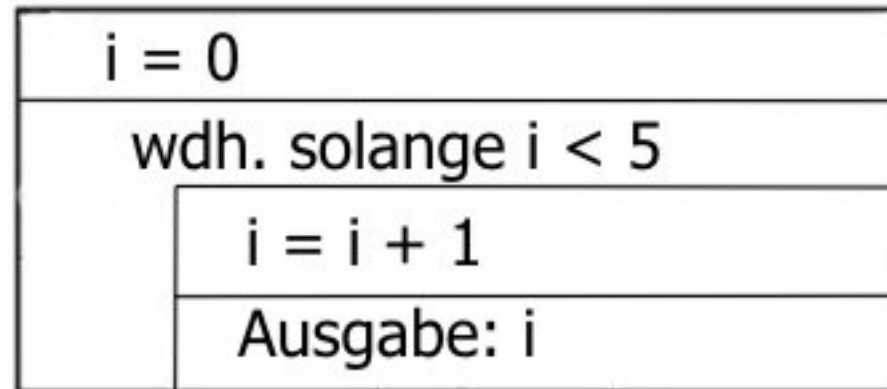 i = 0
wdh. solange i < 5
i = i + 1
Ausgabe: i